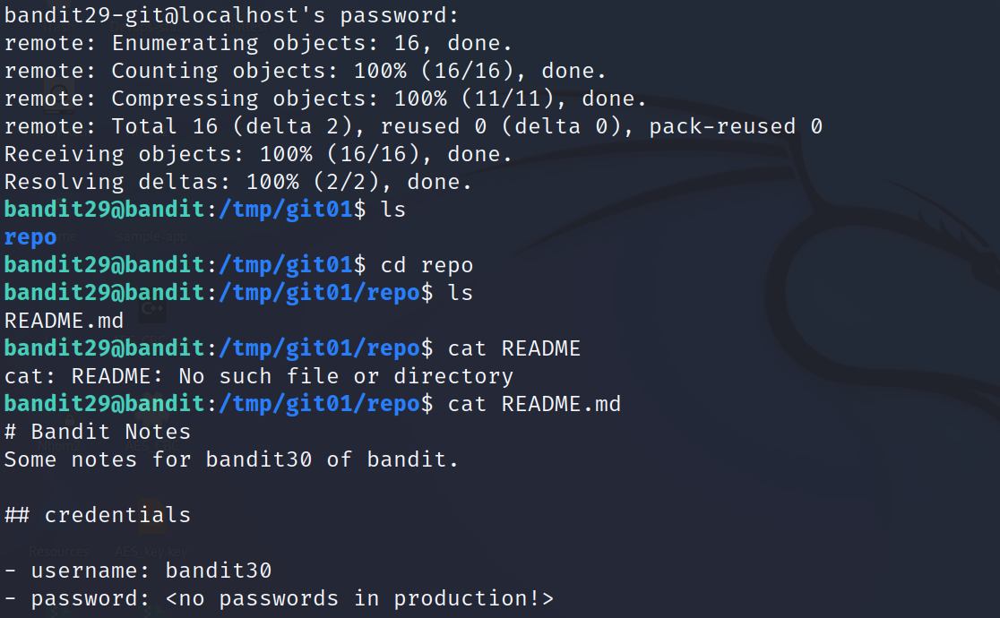 bandit29-git@localhost's password:
remote: Enumerating objects: 16, done.
remote: Counting objects: 100% (16/16), done.
remote: Compressing objects: 100% (11/11), done.
remote: Total 16 (delta 2), reused 0 (delta 0), pack-reused 0
Receiving objects: 100% (16/16), done.
Resolving deltas: 100% (2/2), done.
bandit29@bandit:/tmp/git01$ ls
repo
bandit29@bandit:/tmp/git01$ cd repo
bandit29@bandit:/tmp/git01/repo$ ls
README.md
bandit29@bandit:/tmp/git01/repo$ cat README
cat: README: No such file or directory
bandit29@bandit:/tmp/git01/repo$ cat README.md
# Bandit Notes
Some notes for bandit30 of bandit.
## credentials
Resources AES_key.key
- username: bandit30
- password: <no passwords in production!>